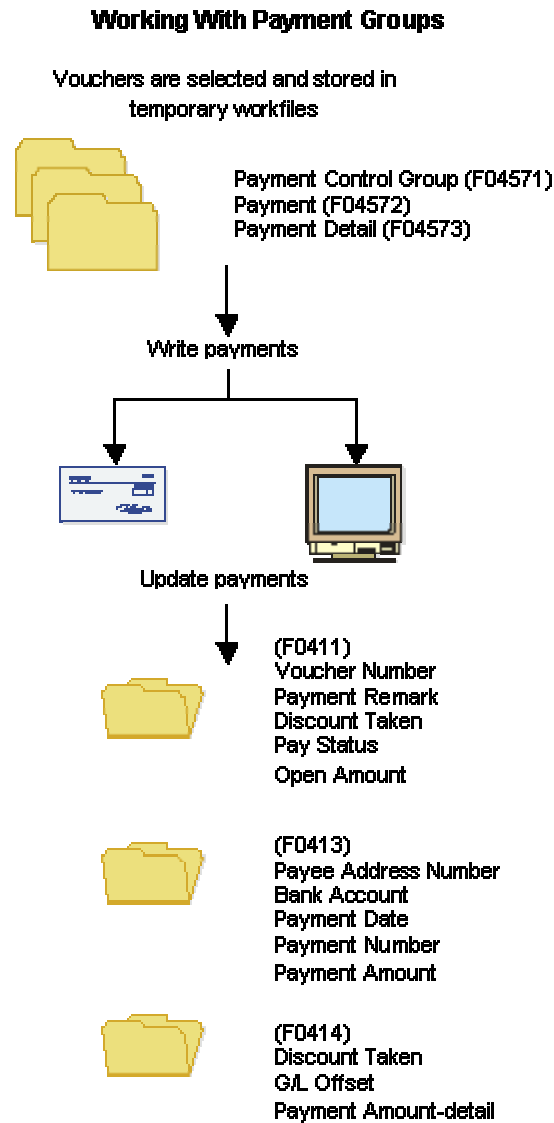 Working With Payment Groups
Vouchers are selected and stored in
temporary workfiles
Payment Control Group (F04571)
Payment (F04572)
Payment Detail (F04573)
Write payments
Update payments
(F0411)
Voucher Number
Payment Remark
Discount Taken
Pay Status
Open Amount
(F0413)
Payee Address Number
Bank Account
Payment Date
Payment Number
Payment Amount
(F0414)
Discount Taken
G/L Offset
Payment Amount-detail